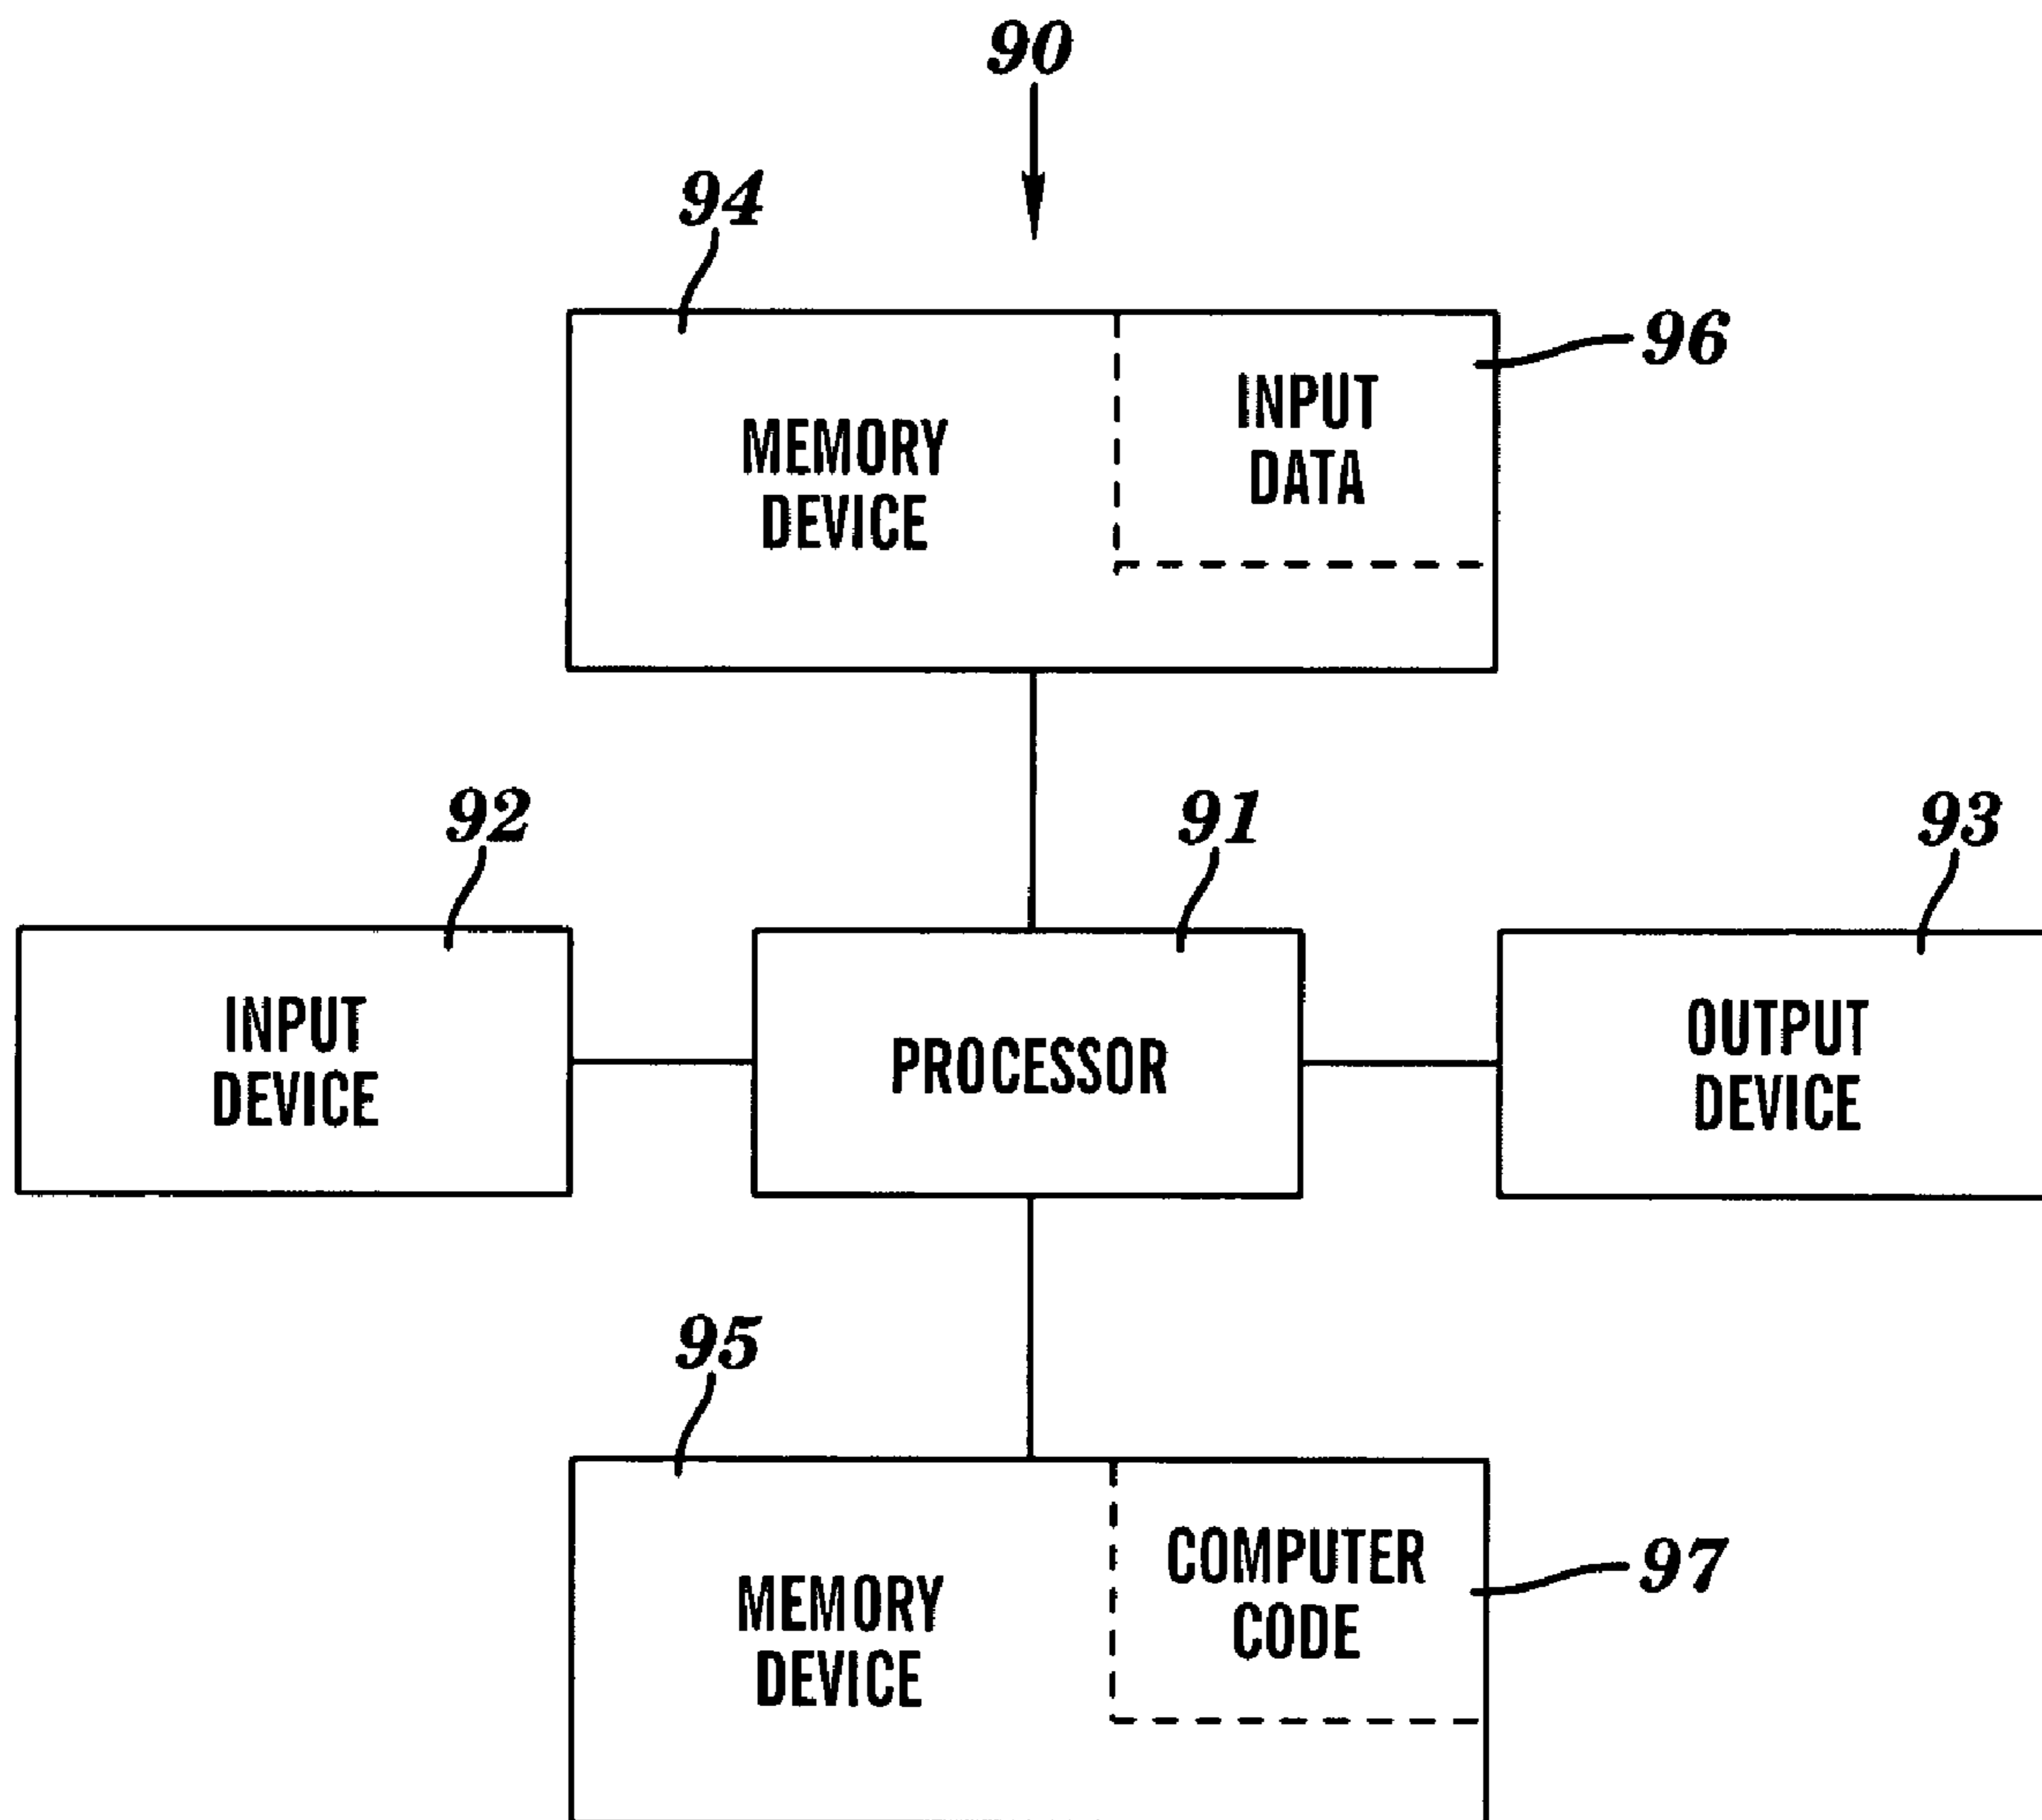 90
94
96
INPUT
DATA
MEMORY
DEVICE
92
91
93
INPUT
DEVICE
PROCESSOR
OUTPUT
DEVICE
95
COMPUTER
CODE
97
MEMORY
DEVICE